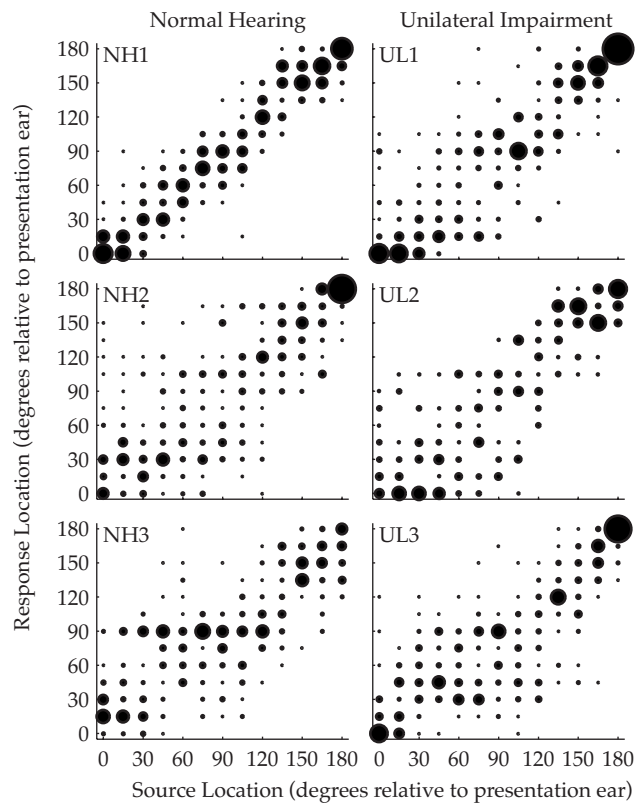 Normal Hearing
Unilateral Impairment
180
150
120
90
60
30
0
NH1
UL1
180
150
120
90
60
30
0
NH2
UL2
180
150
120
90
60
30
0
NH3
UL3
0 30 60 90 120 150 180
0 30 60 90 120 150 180
Response Location (degrees relative to presentation ear)
Source Location (degrees relative to presentation ear)